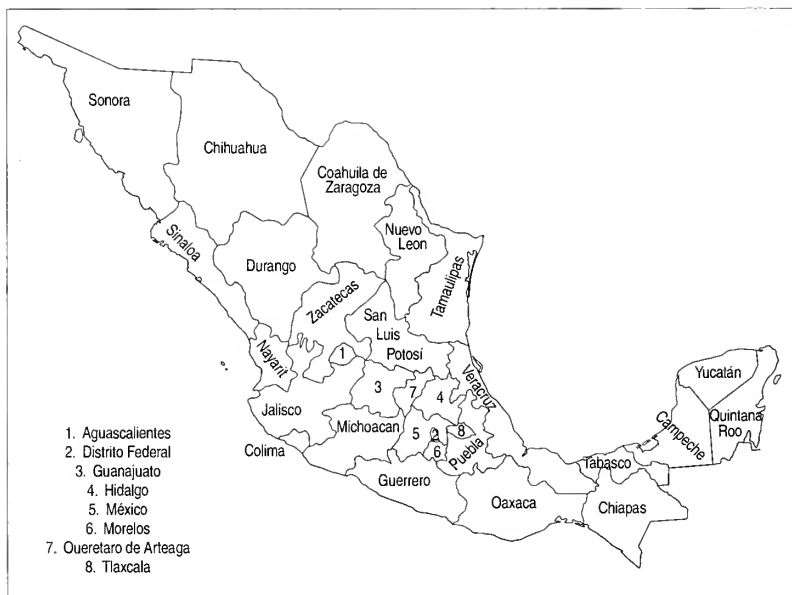 Sonora
Chihuahua
Coahuila de
Zaragoza
Sinaloa
Nuevo
Leon
Durango
Tamaulipas
Zacatecas
San
Luis
Potosí
Nayarit
1
Veracruz
Yucatán
3
7
4
Jalisco
Campeche
Quintana
Roo
Michoacan
5
2
8
Colima
6
Puebla
Tabasco
Guerrero
Oaxaca
Chiapas
1. Aguascalientes
2. Distrito Federal
3. Guanajuato
4. Hidalgo
5. México
6. Morelos
7. Queretaro de Arteaga
8. Tlaxcala